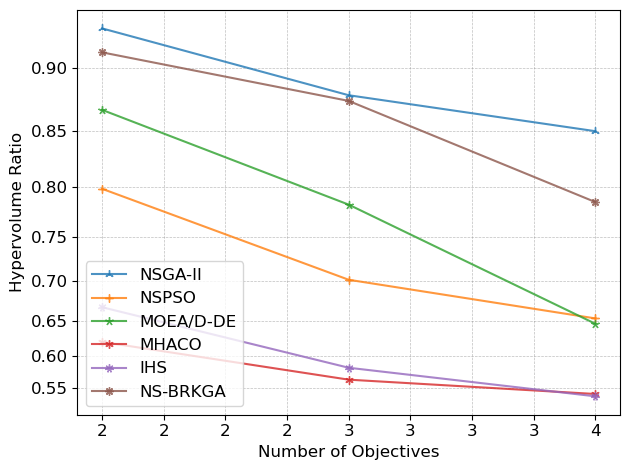 Hypervolume Ratio
0.90
0.85
0.80
0.75
0.70
0.65
0.60
0.55
NSGA-II
NSPSO
MOEA/D-DE
MHACO
IHS
NS-BRKGA
2 2 2 2 3 3 3 3 4
Number of Objectives